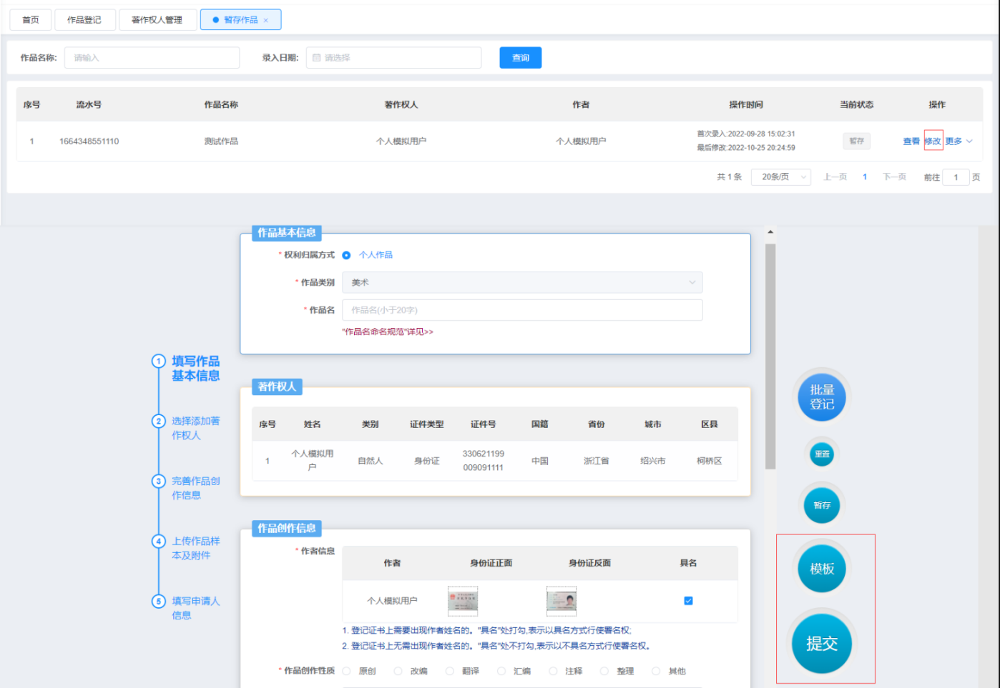 首页 作品登记 著作权人管理 暂存作品 ×
作品名称: 请输入 录入日期: 请选择 查询
序号 流水号 作品名称 著作权人 作者 操作时间 当前状态 操作
1 1664348551110 测试作品 个人模拟用户 个人模拟用户 首次录入:2022-09-28 15:02:31 暂存 查看 修改 更多
最后修改:2022-10-25 20:24:59
共 1 条 20条/页 上一页 1 下一页 前往 1 页
作品基本信息
* 权利归属方式 个人作品
* 作品类别 美术
* 作品名 作品名(小于20字)
"作品名命名规范"详见>>
1 填写作品
基本信息
2 选择添加著
作权人
3 完善作品创
作信息
4 上传作品样
本及附件
5 填写申请人
信息
著作权人
序号 姓名 类别 证件类型 证件号 国籍 省份 城市 区县
1 个人模拟用
户 自然人 身份证 330621199
009091111 中国 浙江省 绍兴市 柯桥区
作品创作信息
* 作者信息
作者 身份证正面 身份证反面 具名
个人模拟用户
1. 登记证书上需要出现作者姓名的。"具名"处打勾,表示以具名方式行使署名权;
2. 登记证书上无需出现作者姓名的。"具名"处不打勾,表示以不具名方式行使署名权。
* 作品创作性质 原创 改编 翻译 汇编 注释 整理 其他
批量
登记
重置
暂存
模板
提交